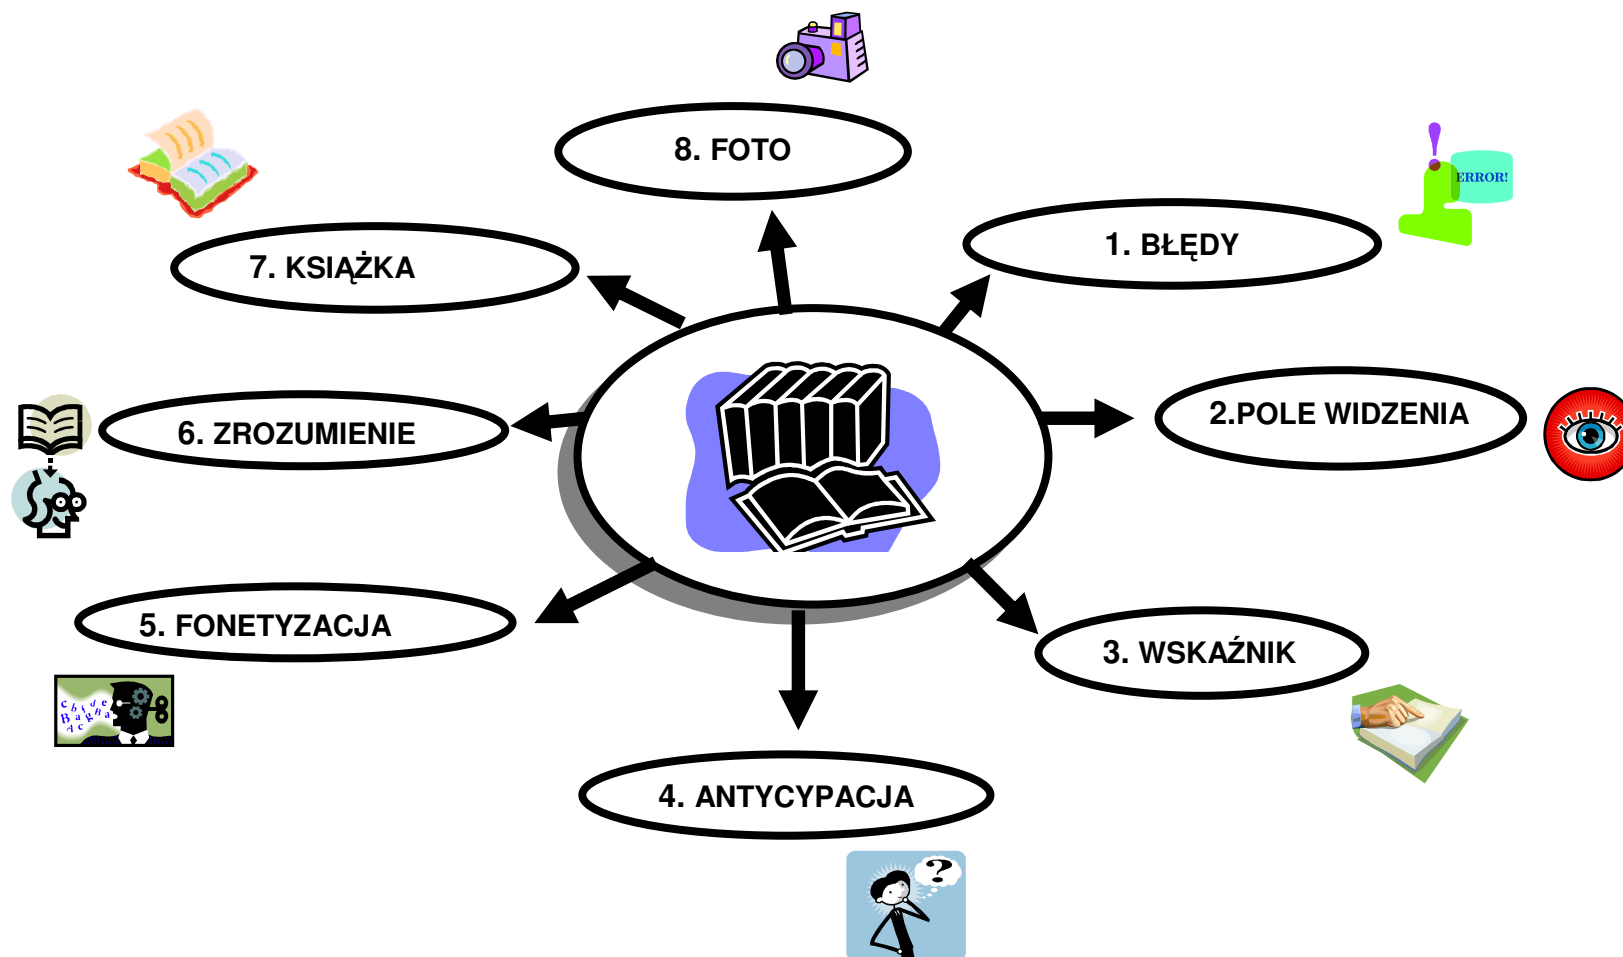 8. FOTO
ERROR!
1. BŁĘDY
7. KSIĄŻKA
2.POLE WIDZENIA
6. ZROZUMIENIE
5. FONETYZACJA
3. WSKAŹNIK
4. ANTYCYPACJA
?